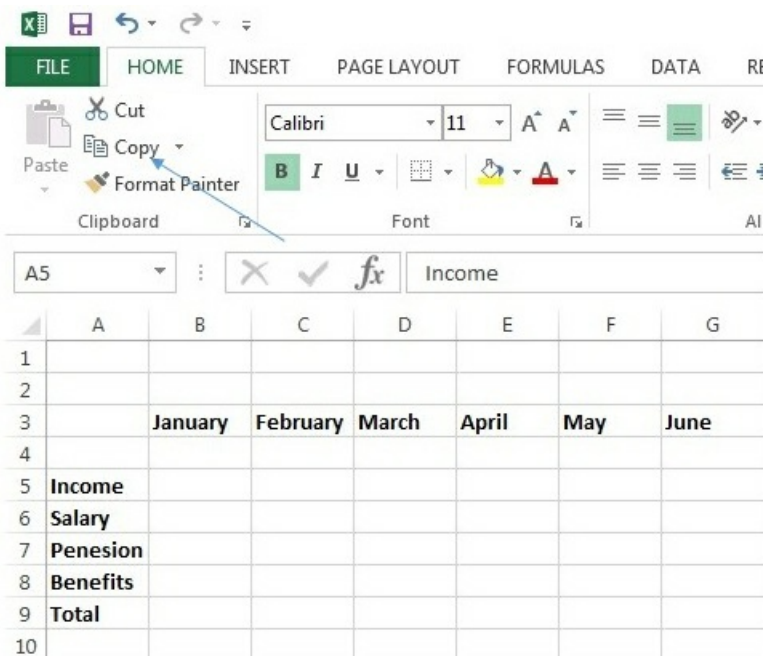 FILE HOME INSERT PAGE LAYOUT FORMULAS DATA RE
Cut
Calibri 11 A A
Copy
Paste
B I U A
Format Painter
Clipboard Font Al
A5 fx Income
A B C D E F G
1
2
3 January February March April May June
4
5 Income
6 Salary
7 Penesion
8 Benefits
9 Total
10